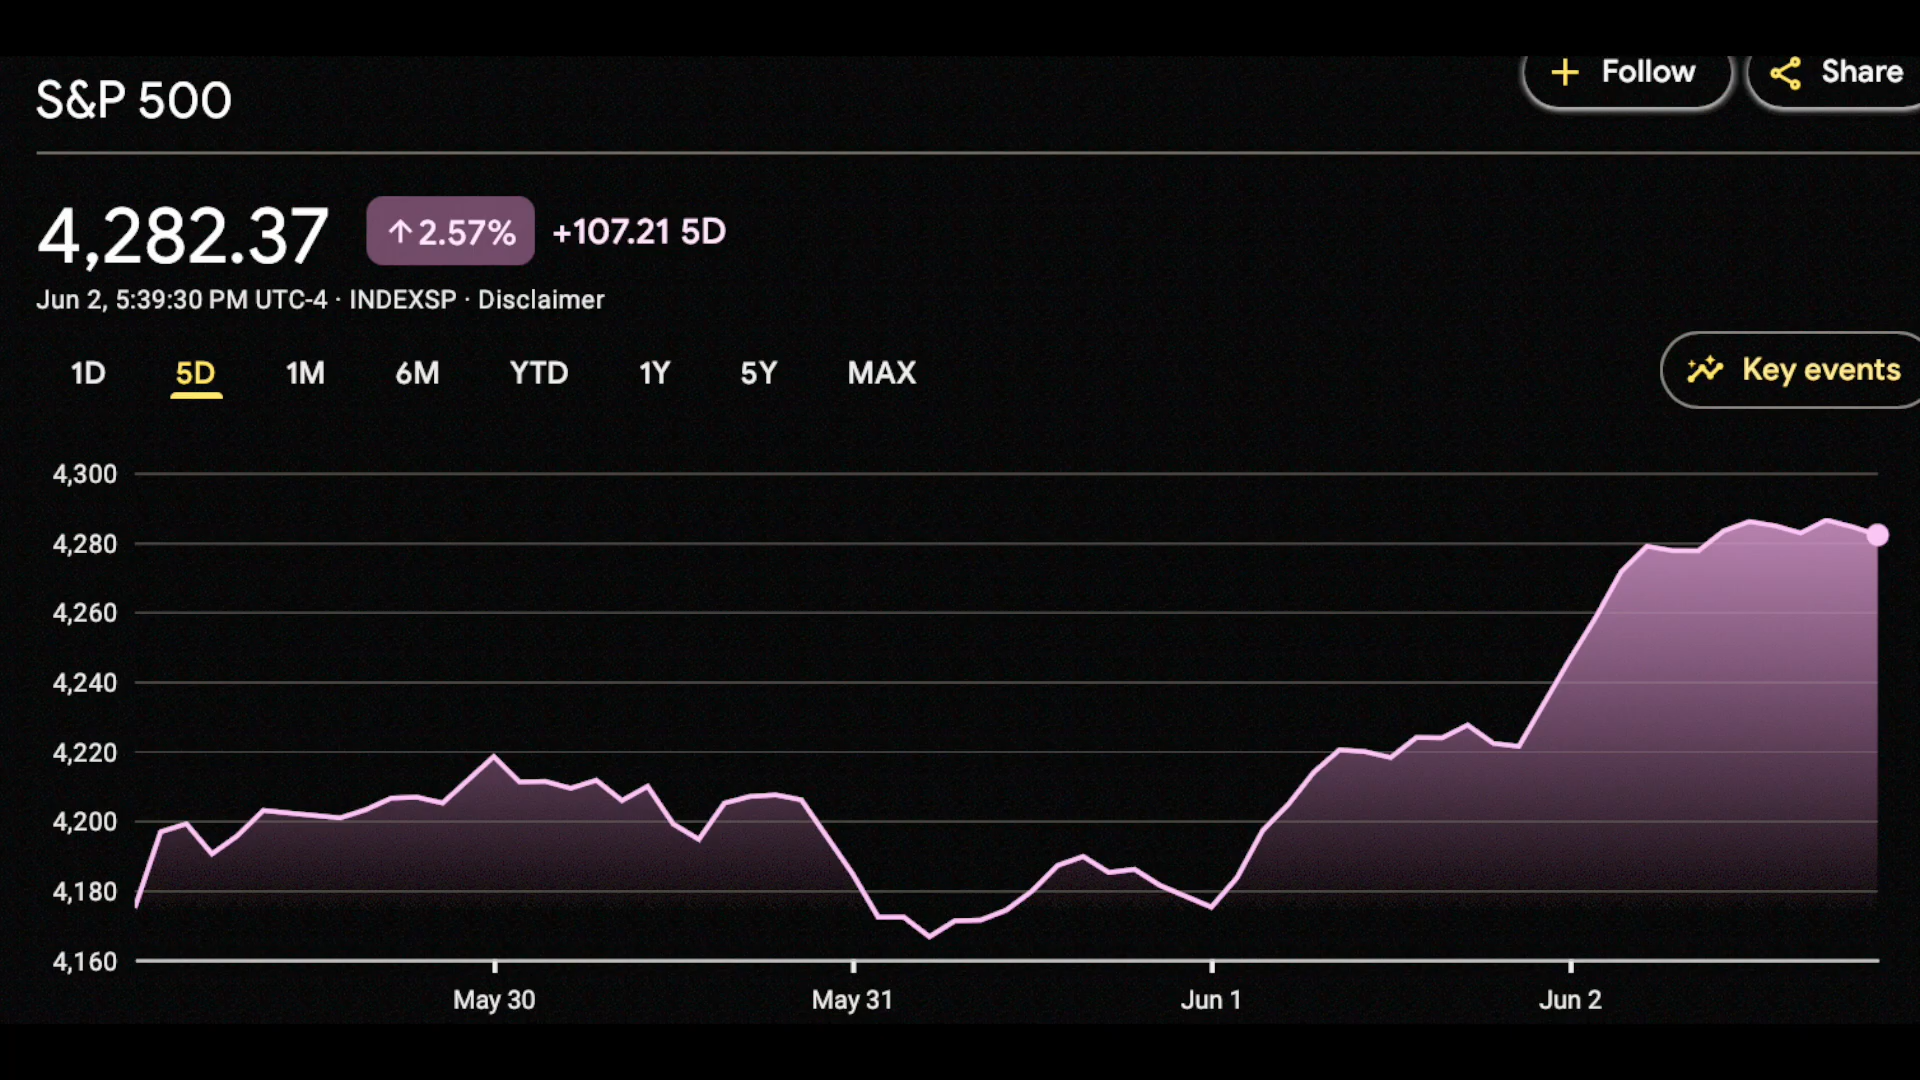 + Follow
Share
S&P 500
4,282.37 ↑2.57% +107.21 5D
Jun 2, 5:39:30 PM UTC-4 · INDEXSP · Disclaimer
1D 5D 1M 6M YTD 1Y 5Y MAX
Key events
4,300
4,280
4,260
4,240
4,220
4,200
4,180
4,160
May 30 May 31 Jun 1 Jun 2